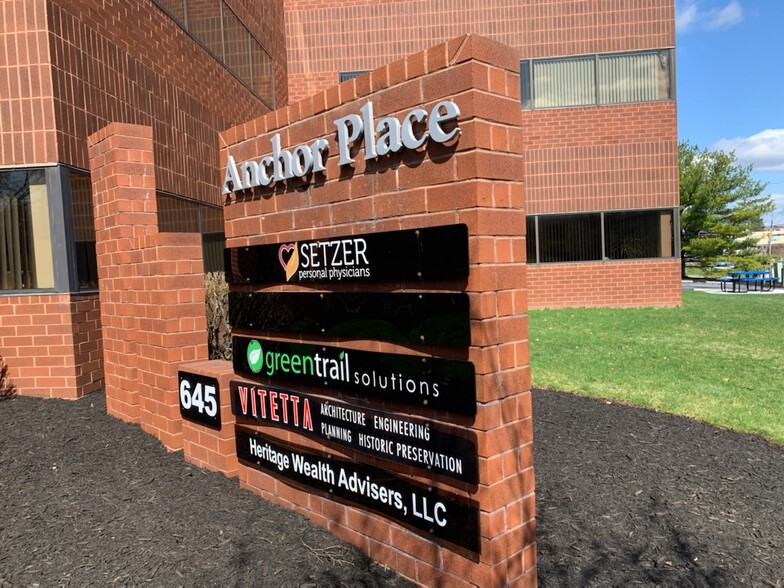 Anchor Place
SETZER
personal physicians
greentrail solutions
645
VITETTA
ARCHITECTURE ENGINEERING
PLANNING HISTORIC PRESERVATION
Heritage Wealth Advisers, LLC